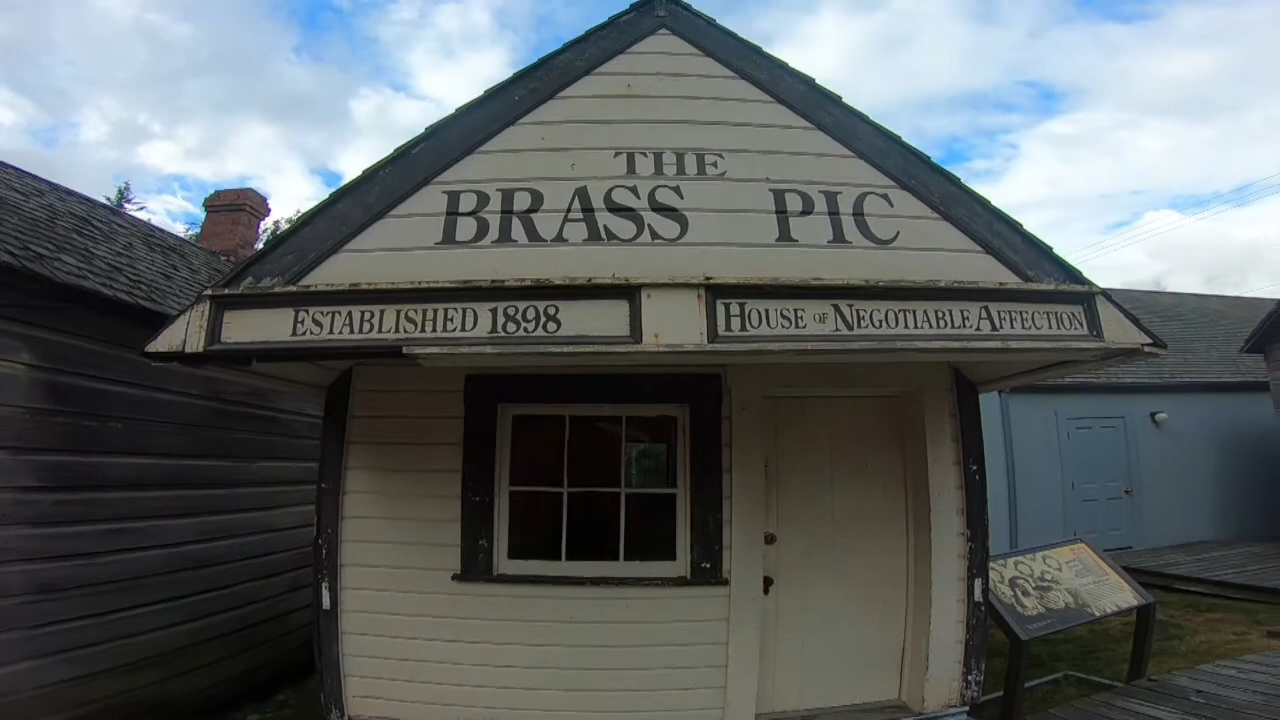 THE
BRASS PIC
ESTABLISHED 1898
HOUSE OF NEGOTIABLE AFFECTION